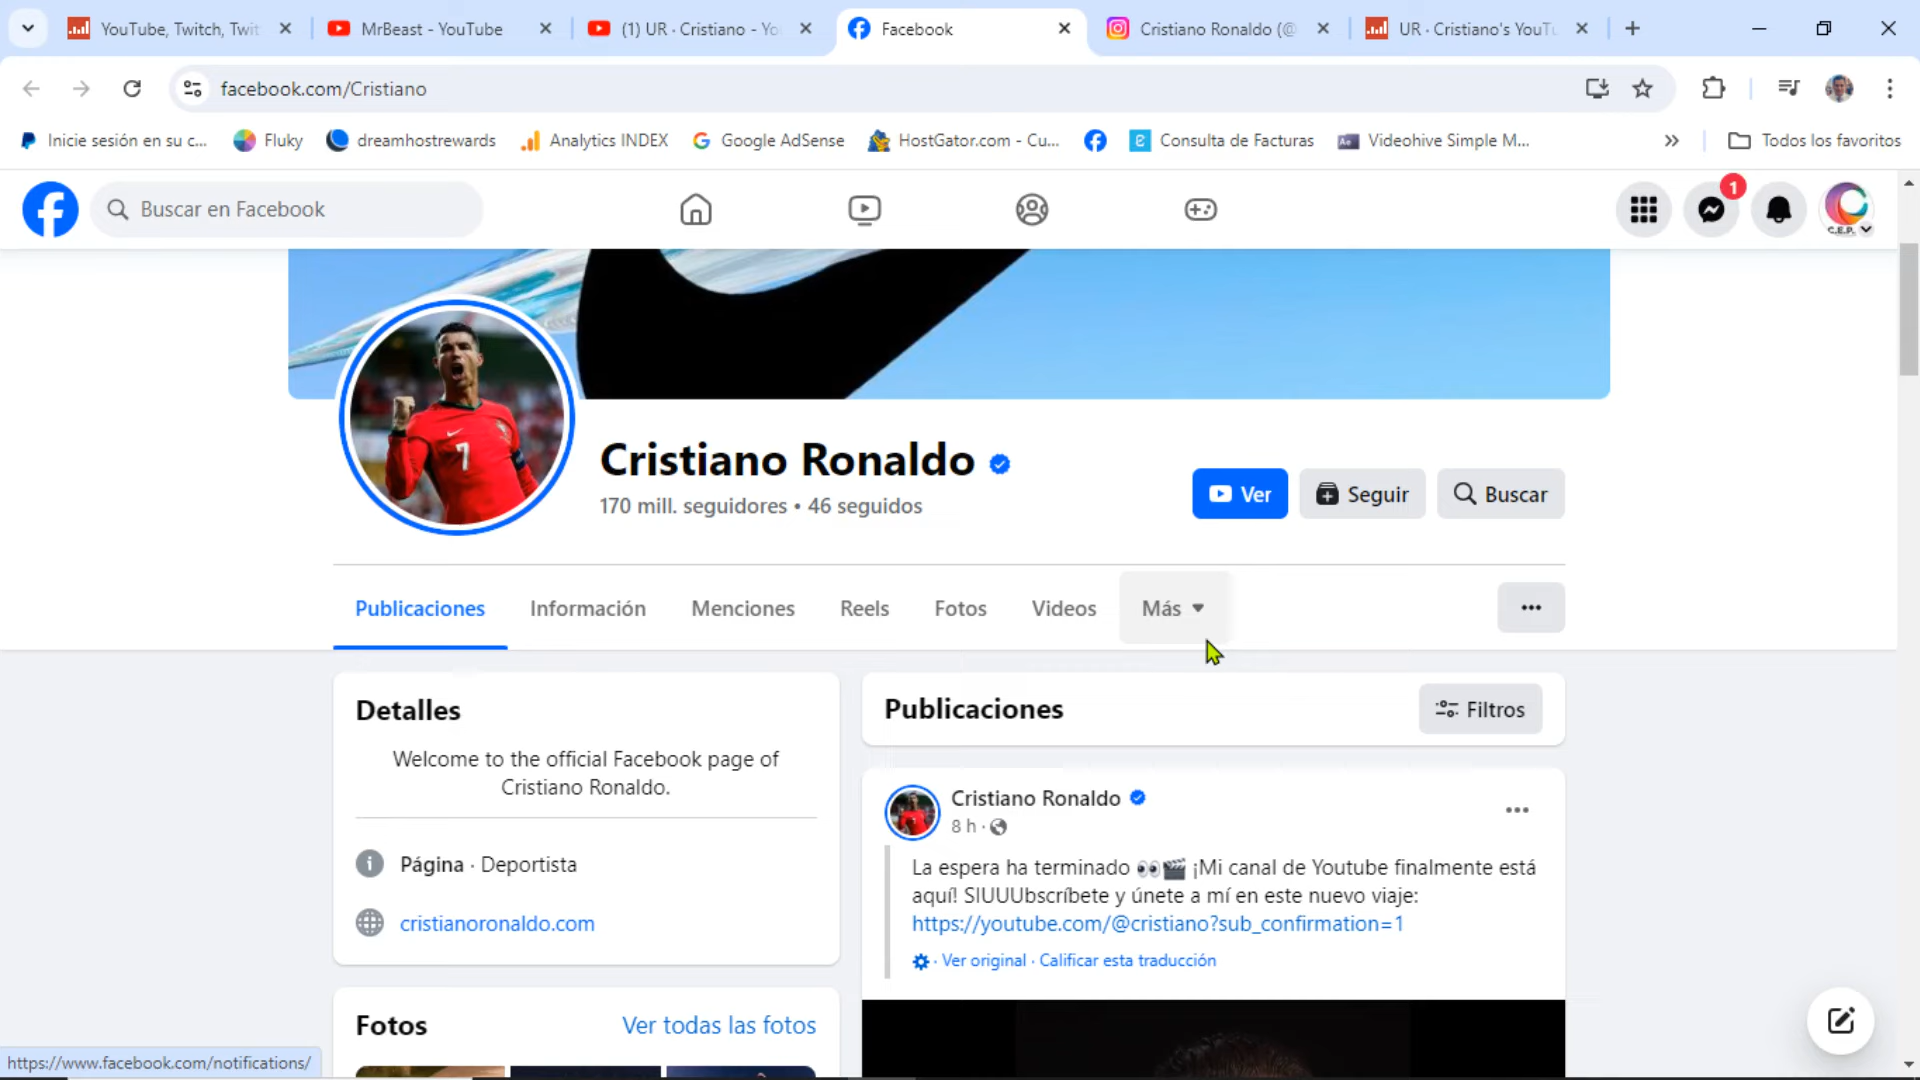 YouTube, Twitch, Twit
MrBeast - YouTube
(1) UR · Cristiano - Yo
Facebook
Cristiano Ronaldo (@
UR · Cristiano's YouTu
facebook.com/Cristiano
Inicie sesión en su c...
Fluky
dreamhostrewards
Analytics INDEX
Google AdSense
HostGator.com - Cu...
Consulta de Facturas
Videohive Simple M...
Todos los favoritos
Buscar en Facebook
1
C.E.P.
7
Cristiano Ronaldo
170 mill. seguidores • 46 seguidos
Ver
Seguir
Buscar
Publicaciones
Información
Menciones
Reels
Fotos
Videos
Más
Detalles
Welcome to the official Facebook page of
Cristiano Ronaldo.
Página · Deportista
cristianoronaldo.com
Fotos
Ver todas las fotos
Publicaciones
Filtros
Cristiano Ronaldo
8 h ·
La espera ha terminado 👀🎬 ¡Mi canal de Youtube finalmente está
aquí! SIUUUbscríbete y únete a mí en este nuevo viaje:
https://youtube.com/@cristiano?sub_confirmation=1
· Ver original · Calificar esta traducción
https://www.facebook.com/notifications/